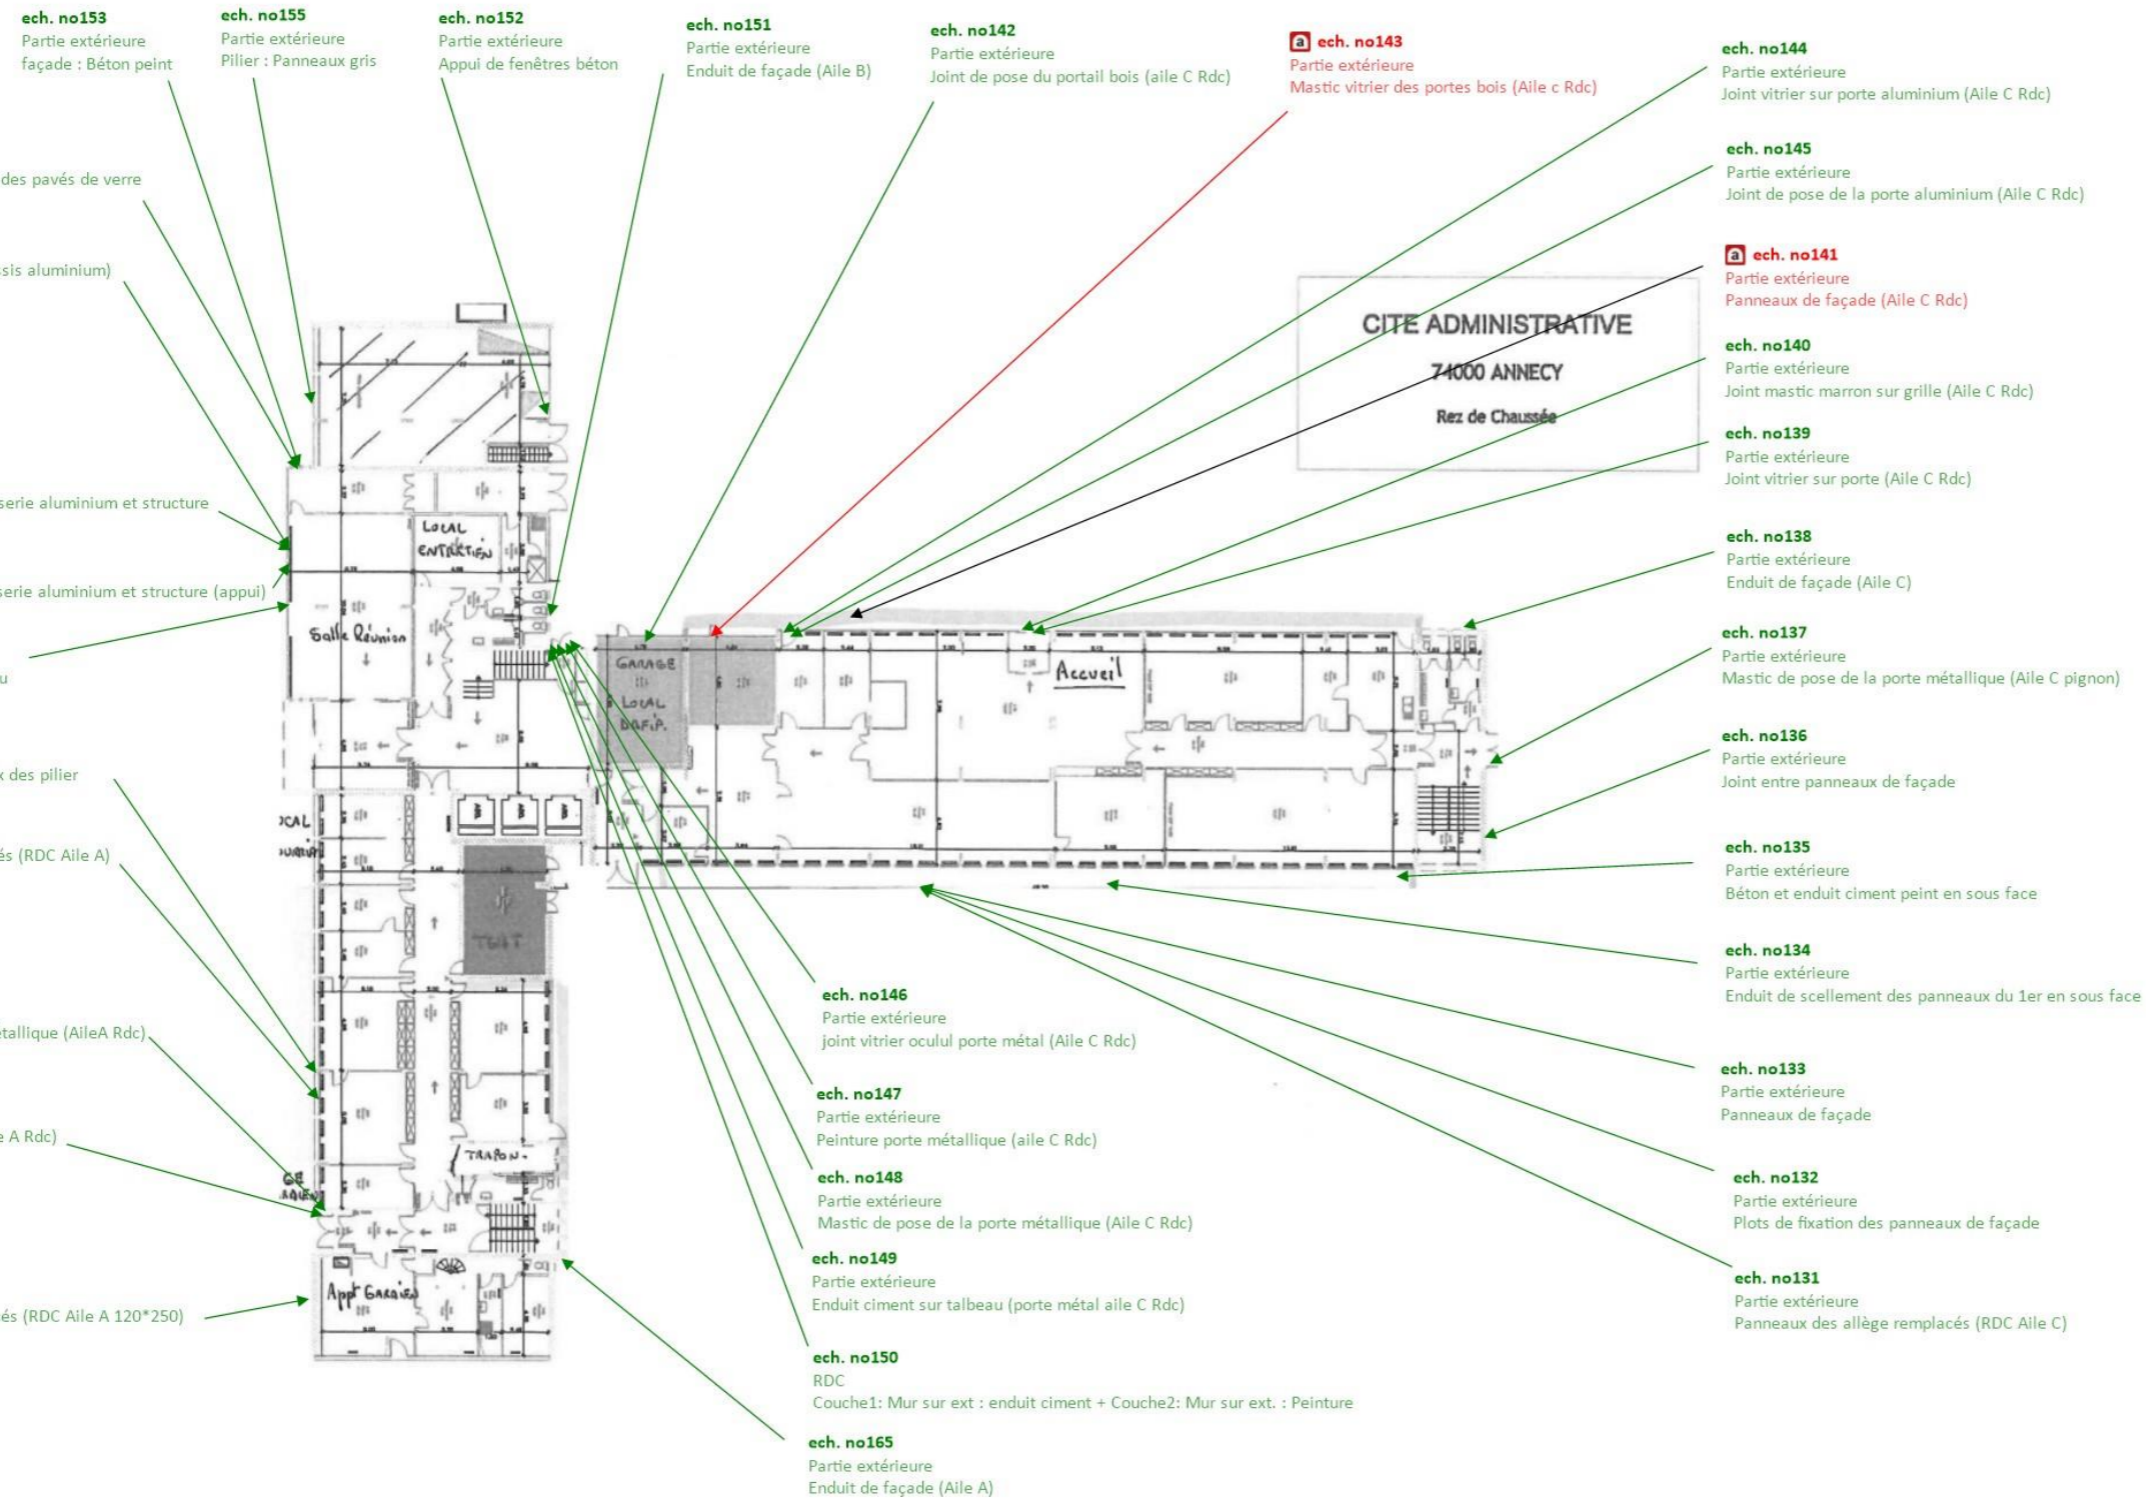 ech. no153
Partie extérieure
façade : Béton peint
ech. no155
Partie extérieure
Pilier : Panneaux gris
ech. no152
Partie extérieure
Appui de fenêtres béton
ech. no151
Partie extérieure
Enduit de façade (Aile B)
ech. no142
Partie extérieure
Joint de pose du portail bois (aile C Rdc)
a ech. no143
Partie extérieure
Mastic vitrier des portes bois (Aile c Rdc)
ech. no144
Partie extérieure
Joint vitrier sur porte aluminium (Aile C Rdc)
ech. no145
Partie extérieure
Joint de pose de la porte aluminium (Aile C Rdc)
a ech. no141
Partie extérieure
Panneaux de façade (Aile C Rdc)
ech. no140
Partie extérieure
Joint mastic marron sur grille (Aile C Rdc)
ech. no139
Partie extérieure
Joint vitrier sur porte (Aile C Rdc)
ech. no138
Partie extérieure
Enduit de façade (Aile C)
ech. no137
Partie extérieure
Mastic de pose de la porte métallique (Aile C pignon)
ech. no136
Partie extérieure
Joint entre panneaux de façade
ech. no135
Partie extérieure
Béton et enduit ciment peint en sous face
ech. no134
Partie extérieure
Enduit de scellement des panneaux du 1er en sous face
ech. no133
Partie extérieure
Panneaux de façade
ech. no132
Partie extérieure
Plots de fixation des panneaux de façade
ech. no131
Partie extérieure
Panneaux des allège remplacés (RDC Aile C)
CITE ADMINISTRATIVE
74000 ANNECY
Rez de Chaussée
des pavés de verre
ssis aluminium)
serie aluminium et structure
serie aluminium et structure (appui)
u
x des pilier
és (RDC Aile A)
étallique (AileA Rdc)
e A Rdc)
és (RDC Aile A 120*250)
LOCAL
ENTRETIEN
Salle Réunion
GARAGE
LOCAL
DRFiP.
Accueil
OCAL
TGBT
TRAPON
Appt GARDIEN
ech. no146
Partie extérieure
joint vitrier oculul porte métal (Aile C Rdc)
ech. no147
Partie extérieure
Peinture porte métallique (aile C Rdc)
ech. no148
Partie extérieure
Mastic de pose de la porte métallique (Aile C Rdc)
ech. no149
Partie extérieure
Enduit ciment sur talbeau (porte métal aile C Rdc)
ech. no150
RDC
Couche1: Mur sur ext : enduit ciment + Couche2: Mur sur ext. : Peinture
ech. no165
Partie extérieure
Enduit de façade (Aile A)